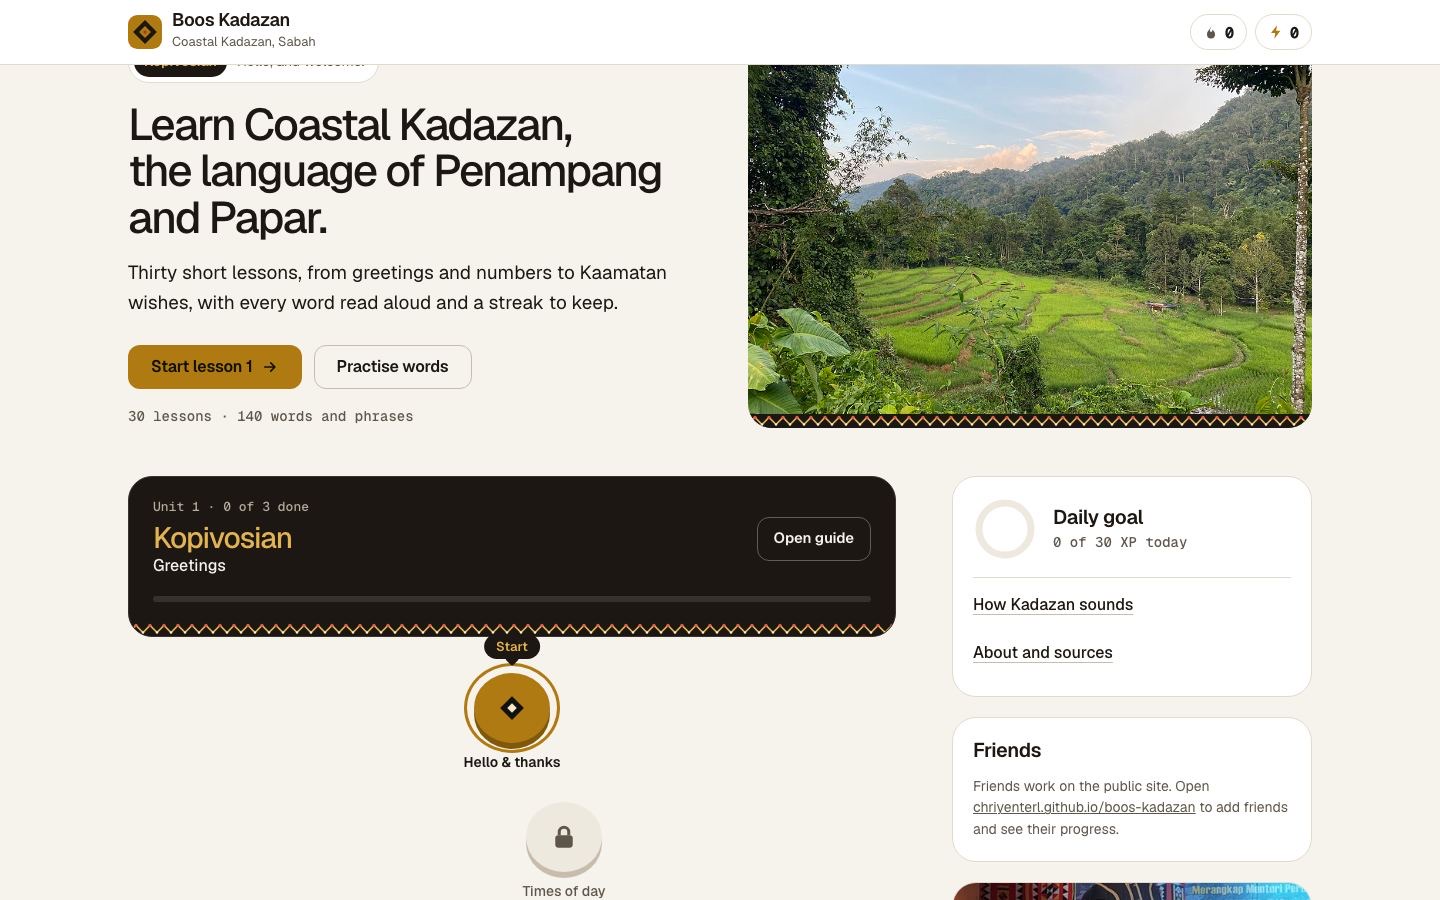 Boos Kadazan
Coastal Kadazan, Sabah
0
0
Learn Coastal Kadazan,
the language of Penampang
and Papar.
Thirty short lessons, from greetings and numbers to Kaamatan
wishes, with every word read aloud and a streak to keep.
Start lesson 1 →
Practise words
30 lessons · 140 words and phrases
Unit 1 · 0 of 3 done
Kopivosian
Greetings
Open guide
Start
Hello & thanks
Times of day
Daily goal
0 of 30 XP today
How Kadazan sounds
About and sources
Friends
Friends work on the public site. Open
chriyenterl.github.io/boos-kadazan to add friends
and see their progress.
Merangkap Menteri